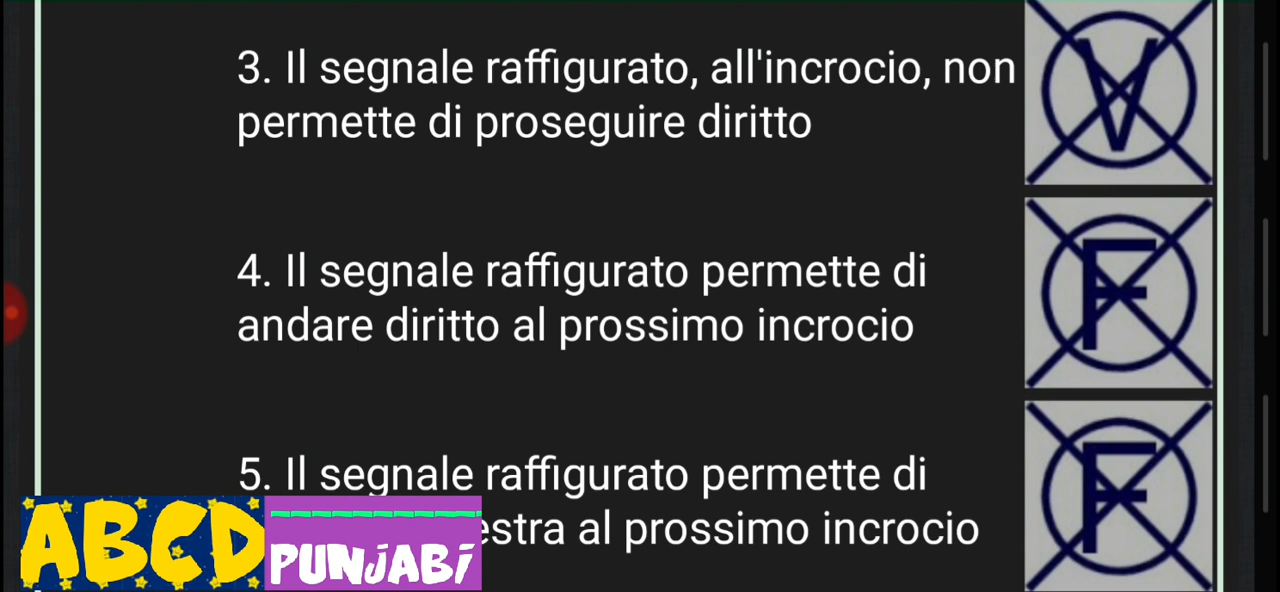 3. Il segnale raffigurato, all'incrocio, non
permette di proseguire diritto
V
4. Il segnale raffigurato permette di
andare diritto al prossimo incrocio
F
5. Il segnale raffigurato permette di
estra al prossimo incrocio
F
ABCD
PUNJABI